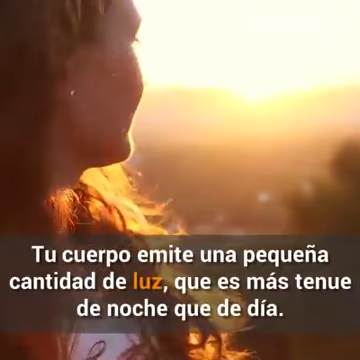 Tu cuerpo emite una pequeña
cantidad de luz, que es más tenue
de noche que de día.